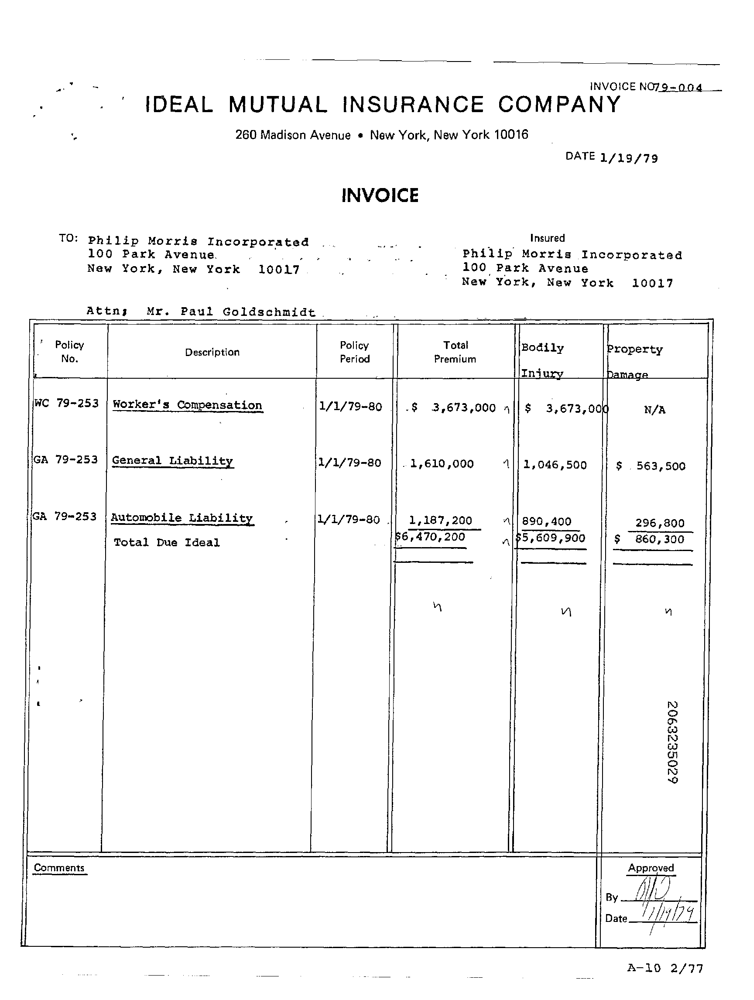 INVOICE NO79-004
IDEAL MUTUAL INSURANCE COMPANY
260 Madison Avenue • New York, New York 10016
DATE 1/19/79
INVOICE
TO: Philip Morris Incorporated
100 Park Avenue
New York, New York 10017
Insured
Philip Morris Incorporated
100 Park Avenue
New York, New York 10017
Attn; Mr. Paul Goldschmidt
Policy No. Description Policy Period Total Premium Bodily Injury Property Damage
WC 79-253 Worker's Compensation 1/1/79-80 $ 3,673,000 $ 3,673,000 N/A
GA 79-253 General Liability 1/1/79-80 1,610,000 1,046,500 $ 563,500
GA 79-253 Automobile Liability 1/1/79-80 1,187,200 890,400 296,800
Total Due Ideal $6,470,200 $5,609,900 $ 860,300
2063235029
Comments
Approved
By
Date 1/19/79
A-10 2/77